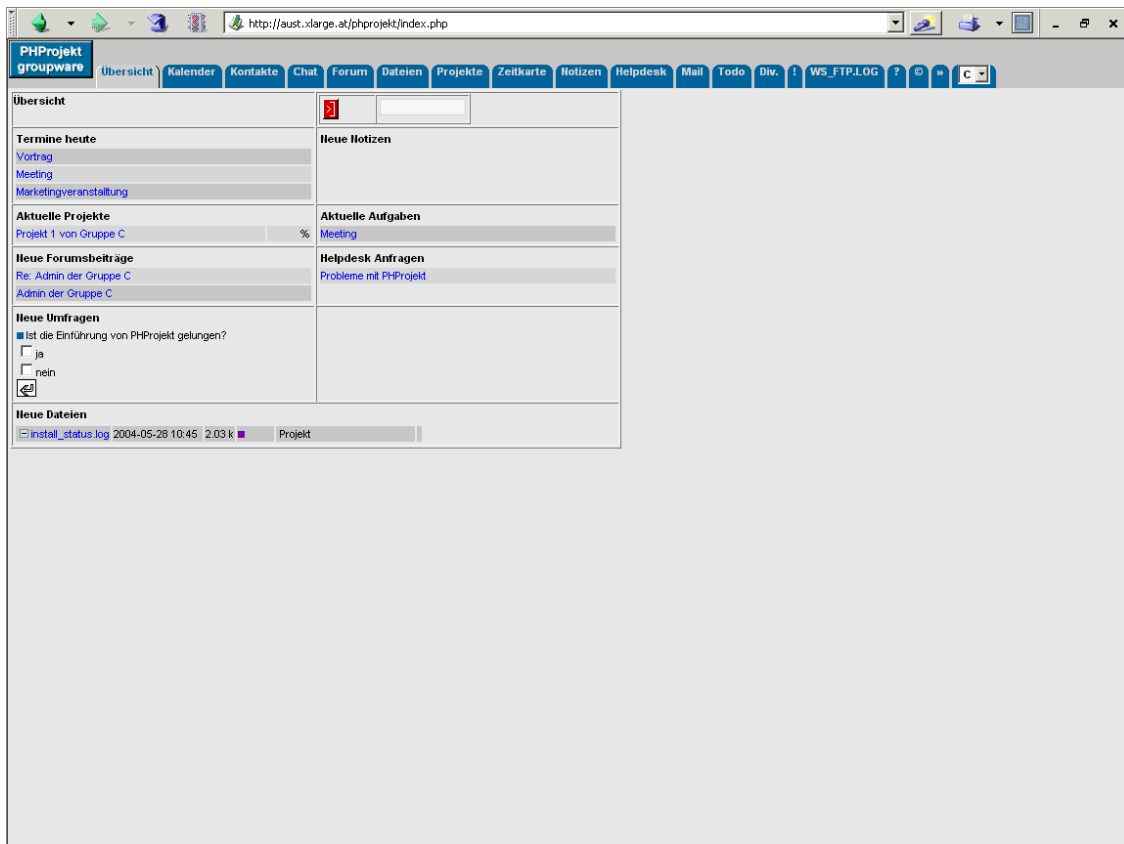 http://aust.xlarge.at/phprojekt/index.php
PHProjekt
groupware
Übersicht Kalender Kontakte Chat Forum Dateien Projekte Zeitkarte Notizen Helpdesk Mail Todo Div. ! WS_FTP.LOG ? © » C
Übersicht
Termine heute
Vortrag
Meeting
Marketingveranstalltung
Neue Notizen
Aktuelle Projekte
Projekt 1 von Gruppe C %
Aktuelle Aufgaben
Meeting
Neue Forumsbeiträge
Re: Admin der Gruppe C
Admin der Gruppe C
Helpdesk Anfragen
Probleme mit PHProjekt
Neue Umfragen
Ist die Einführung von PHProjekt gelungen?
ja
nein
Neue Dateien
install_status.log 2004-05-28 10:45 2.03 k Projekt